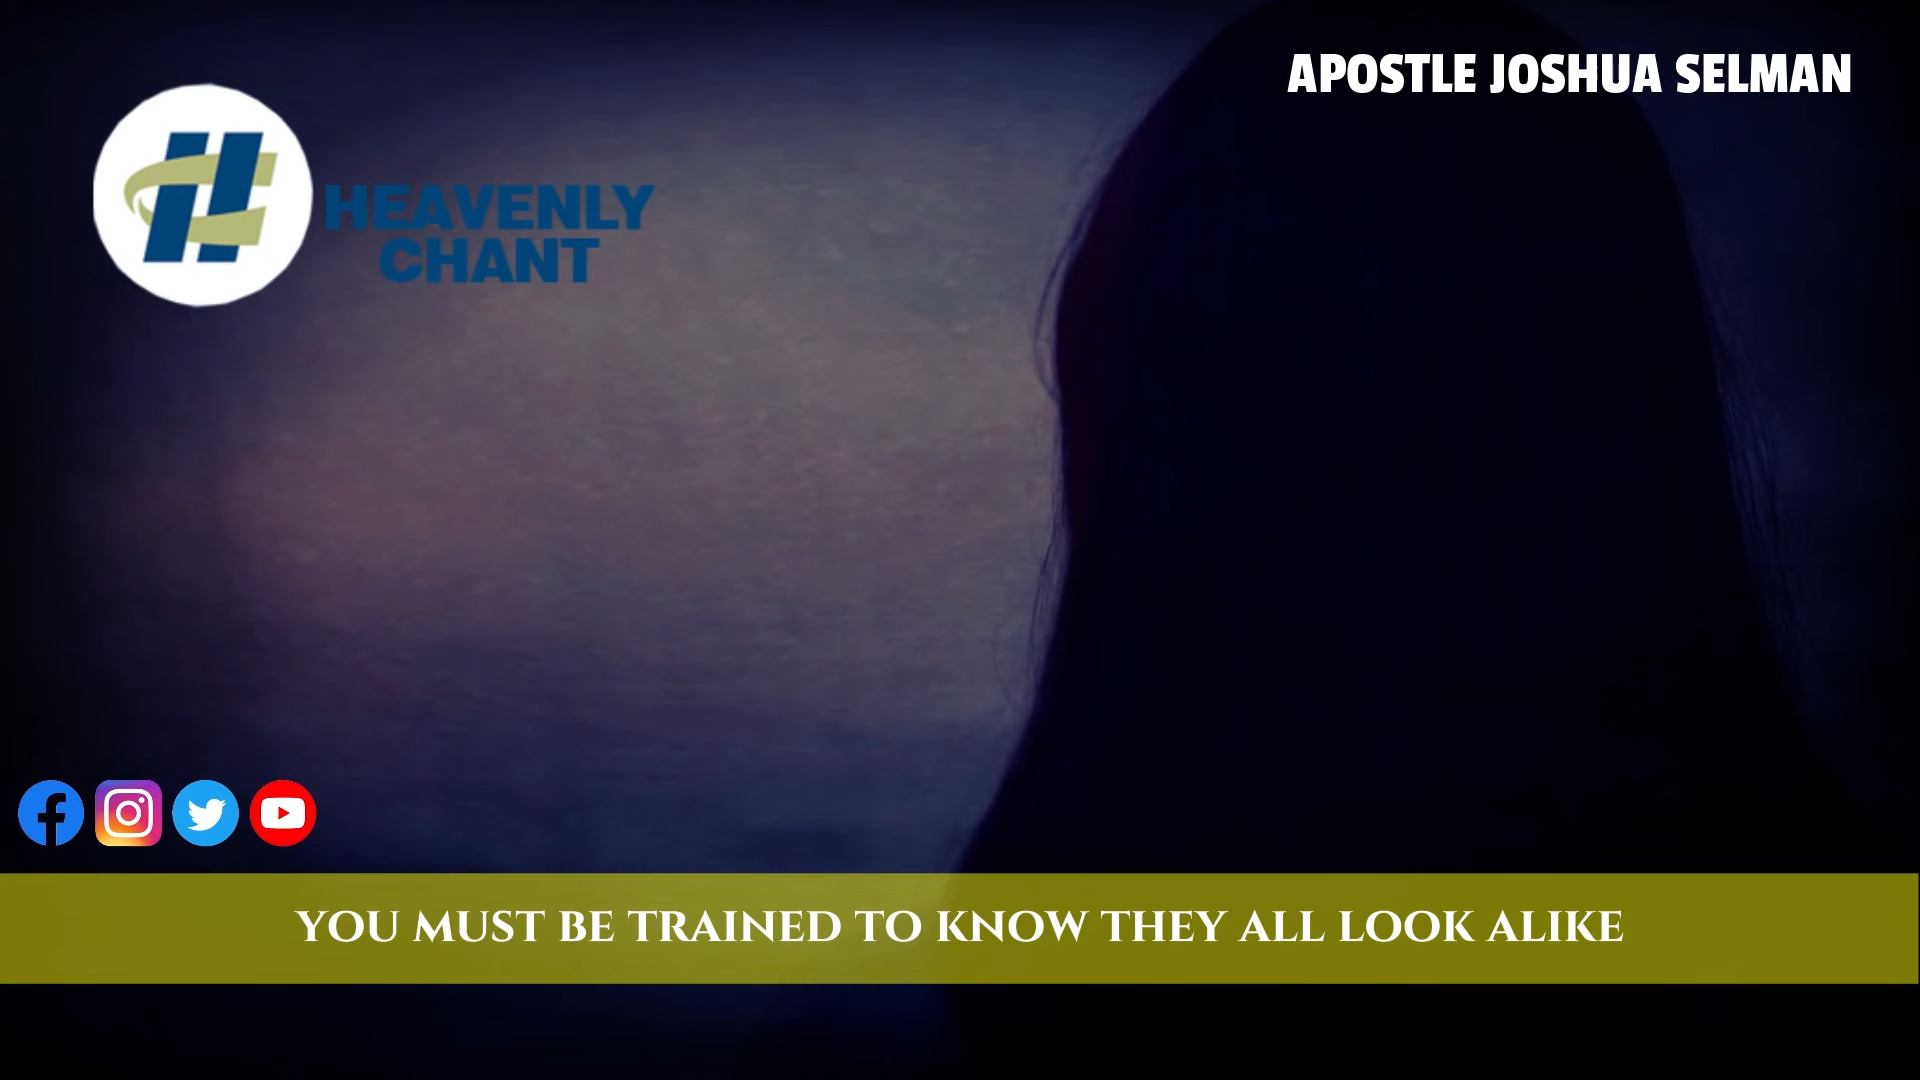 APOSTLE JOSHUA SELMAN
HEAVENLY
CHANT
YOU MUST BE TRAINED TO KNOW THEY ALL LOOK ALIKE